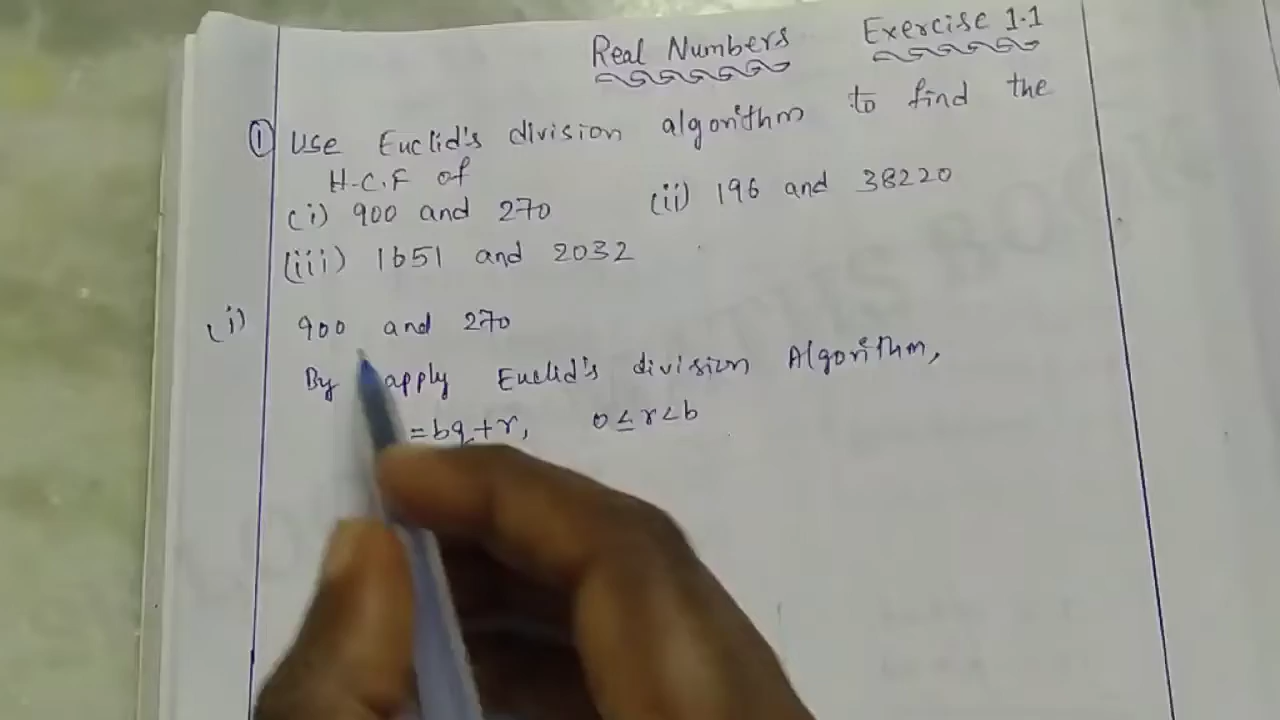 Real Numbers Exercise 1.1
① Use Euclid's division algorithm to find the
H.C.F of
(i) 900 and 270 (ii) 196 and 38220
(iii) 1651 and 2032
(i) 900 and 270
By apply Euclid's division Algorithm,
=bq+r, 0≤r<b